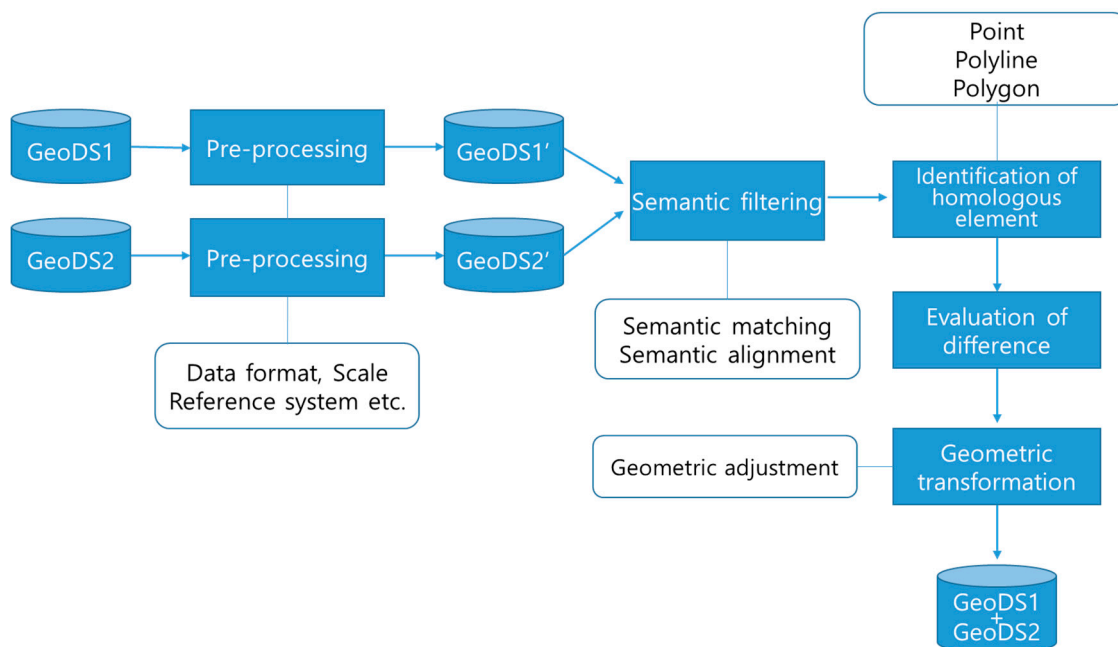 Point
Polyline
Polygon
GeoDS1
Pre-processing
GeoDS1’
GeoDS2
Pre-processing
GeoDS2’
Semantic filtering
Identification of
homologous
element
Data format, Scale
Reference system etc.
Semantic matching
Semantic alignment
Evaluation of
difference
Geometric adjustment
Geometric
transformation
GeoDS1
+
GeoDS2